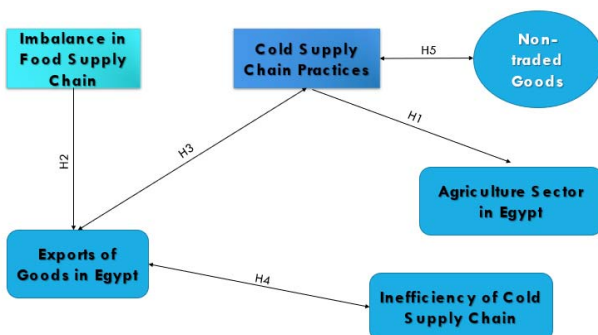 Imbalance in
Food Supply
Chain
Cold Supply
Chain Practices
H5
Non-
traded
Goods
H2
H3
H1
Agriculture Sector
in Egypt
Exports of
Goods in Egypt
H4
Inefficiency of Cold
Supply Chain